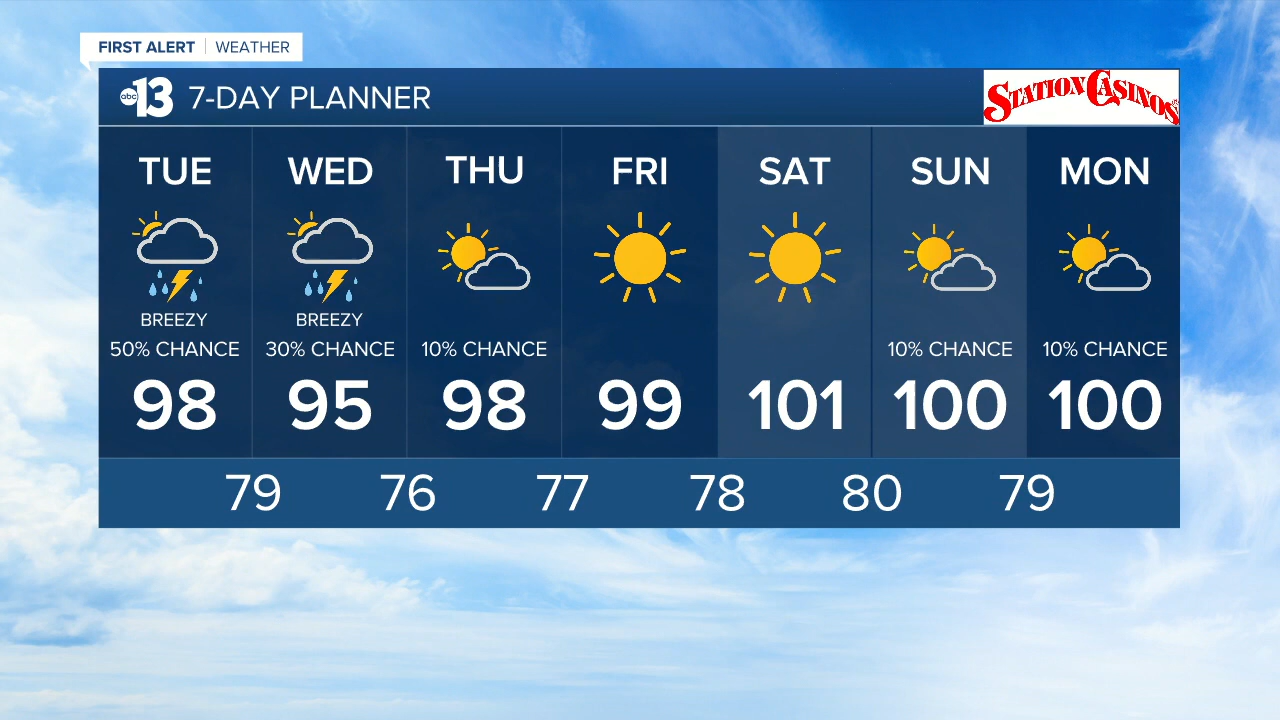 FIRST ALERT | WEATHER
abc 13 7-DAY PLANNER
STATION CASINOS
TUE WED THU FRI SAT SUN MON
BREEZY BREEZY
50% CHANCE 30% CHANCE 10% CHANCE 10% CHANCE 10% CHANCE
98 95 98 99 101 100 100
79 76 77 78 80 79